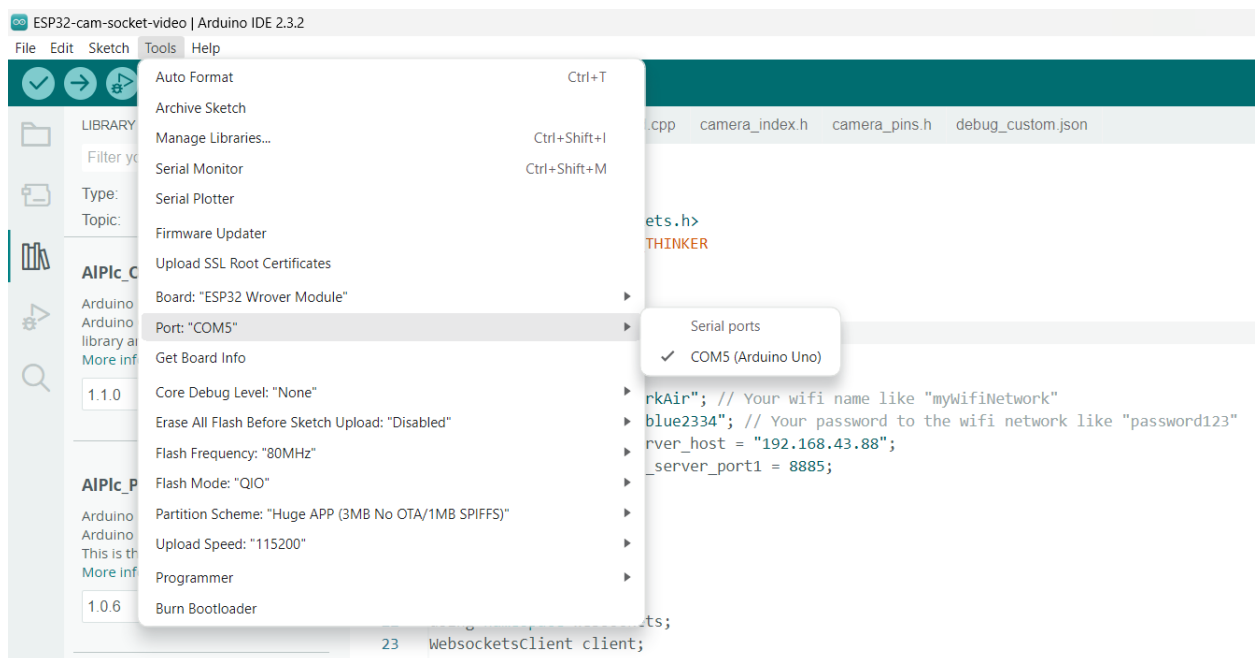 ESP32-cam-socket-video | Arduino IDE 2.3.2
File Edit Sketch Tools Help
LIBRARY
Filter yo
Type:
Topic:
AlPlc_O
Arduino
Arduino
library an
More inf
1.1.0
AlPlc_P
Arduino
Arduino
This is th
More inf
1.0.6
Auto Format Ctrl+T
Archive Sketch
Manage Libraries... Ctrl+Shift+I
Serial Monitor Ctrl+Shift+M
Serial Plotter
Firmware Updater
Upload SSL Root Certificates
Board: "ESP32 Wrover Module"
Port: "COM5"
Get Board Info
Core Debug Level: "None"
Erase All Flash Before Sketch Upload: "Disabled"
Flash Frequency: "80MHz"
Flash Mode: "QIO"
Partition Scheme: "Huge APP (3MB No OTA/1MB SPIFFS)"
Upload Speed: "115200"
Programmer
Burn Bootloader
Serial ports
COM5 (Arduino Uno)
.cpp camera_index.h camera_pins.h debug_custom.json
ets.h>
THINKER
rkAir"; // Your wifi name like "myWifiNetwork"
blue2334"; // Your password to the wifi network like "password123"
rver_host = "192.168.43.88";
_server_port1 = 8885;
ts;
23 WebsocketsClient client;